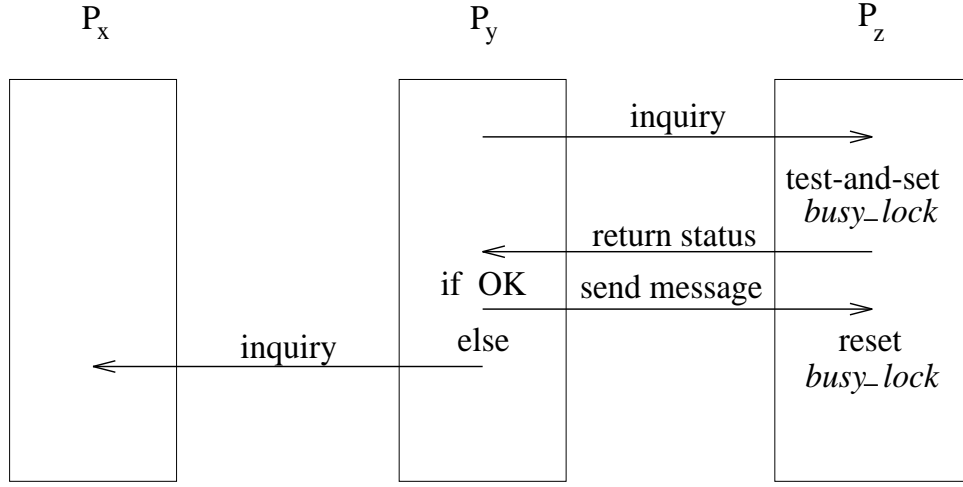 P_x
P_y
P_z
inquiry
test-and-set
busy_lock
return status
if OK
send message
else
reset
inquiry
busy_lock